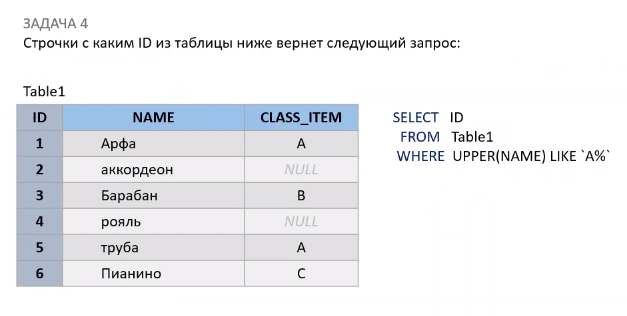 ЗАДАЧА 4
Строчки с каким ID из таблицы ниже вернет следующий запрос:
Table1
ID NAME CLASS_ITEM
1 Арфа A
2 аккордеон NULL
3 Барабан B
4 рояль NULL
5 труба A
6 Пианино C
SELECT ID
FROM Table1
WHERE UPPER(NAME) LIKE `A%`